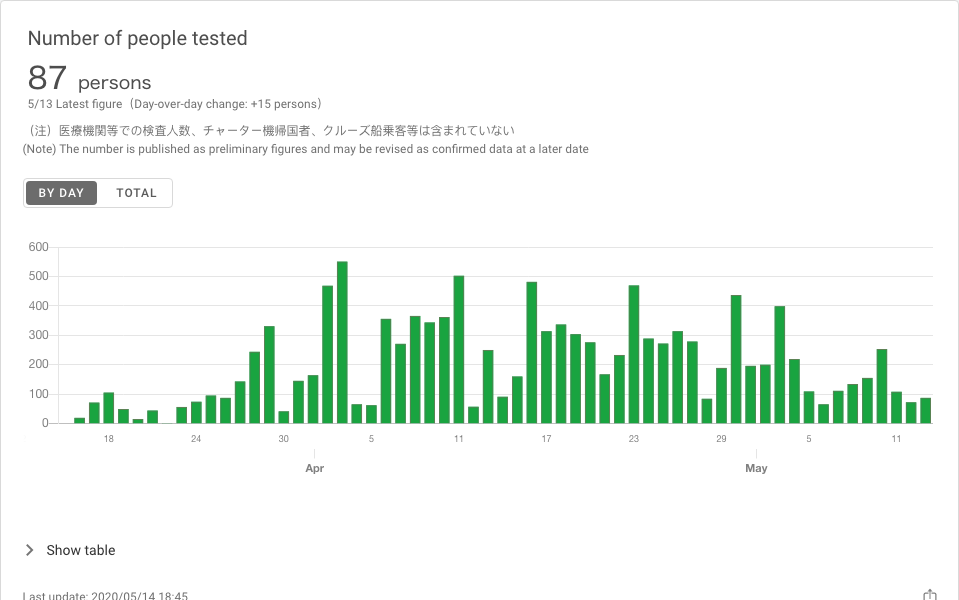 Number of people tested
87 persons
5/13 Latest figure（Day-over-day change: +15 persons）
（注）医療機関等での検査人数、チャーター機帰国者、クルーズ船乗客等は含まれていない
(Note) The number is published as preliminary figures and may be revised as confirmed data at a later date
BY DAY TOTAL
600
500
400
300
200
100
0
18 24 30 5 11 17 23 29 5 11
Apr May
Show table
Last update: 2020/05/14 18:45